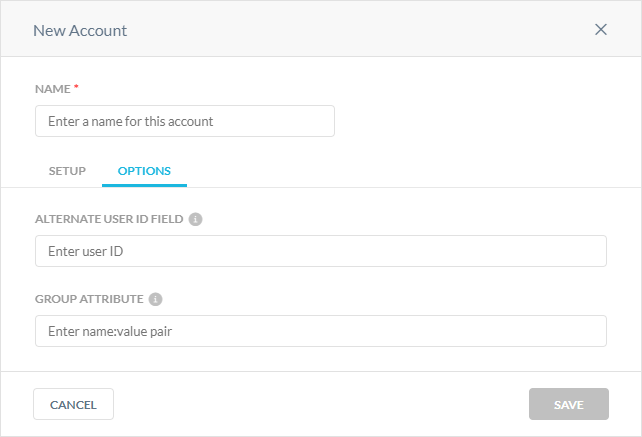 New Account
NAME *
Enter a name for this account
SETUP OPTIONS
ALTERNATE USER ID FIELD
Enter user ID
GROUP ATTRIBUTE
Enter name:value pair
CANCEL SAVE